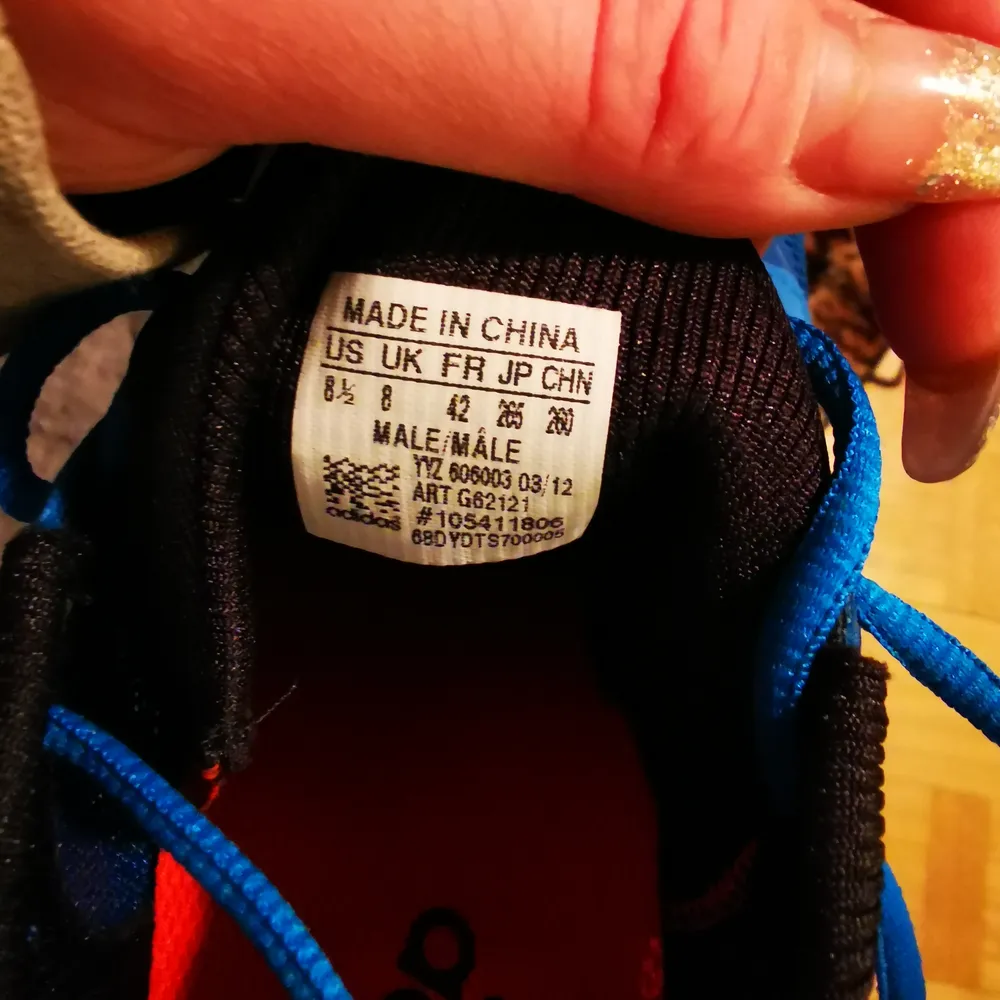 MADE IN CHINA
US UK FR JP CHN
8½ 8 42 265 260
MALE/MÂLE
YYZ 606003 03/12
ART G62121
#105411806
68DYDTS700005
adidas